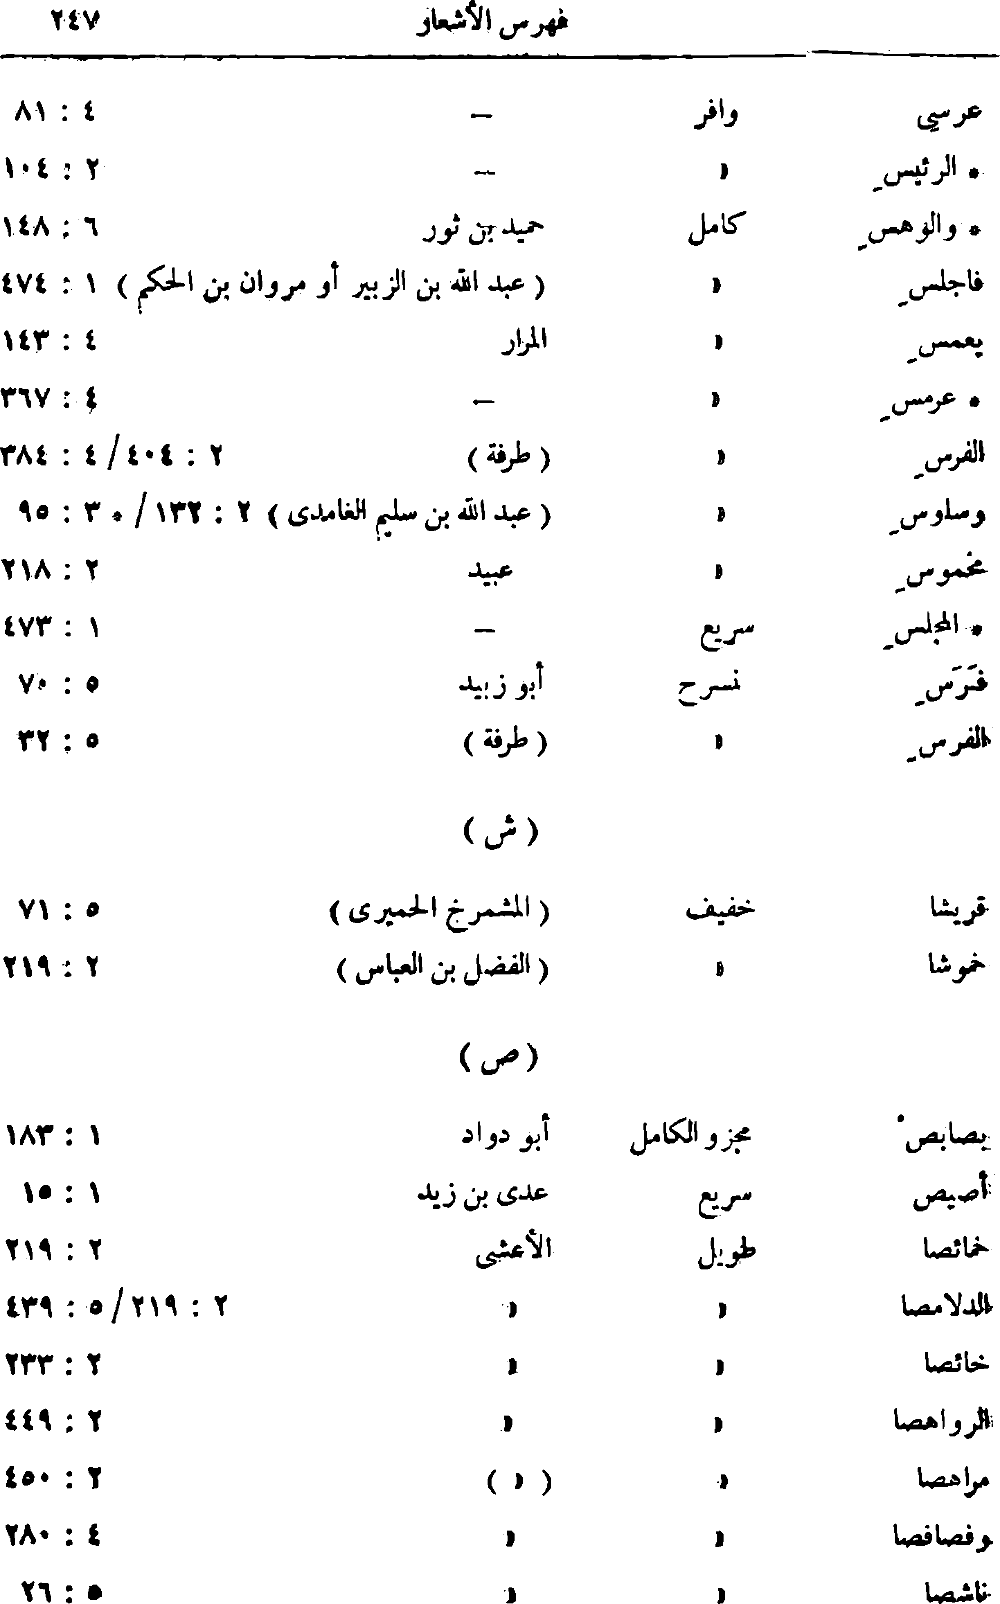 فهرس الأشعار ٢٤٧
عرسي وافر – ٤ : ٨١
* الرئيسِ » – ٢ : ١٠٤
* والوهسِ كامل حميد بن ثور ٦ : ١٤٨
فاجلسِ » ( عبد الله بن الزبير أو مروان بن الحكم ) ١ : ٤٧٤
يعمسِ » المرار ٤ : ١٤٣
* عرمسِ » – ٤ : ٣٦٧
الفرسِ » ( طرفة ) ٢ : ٤٠٤ / ٤ : ٣٨٤
وساوسِ » ( عبد الله بن سليم الغامدى ) ٢ : ١٣٢ / * ٣ : ٩٥
مخموسِ » عبيد ٢ : ٢١٨
* المجلسِ سريع – ١ : ٤٧٣
فَرَسِ نسرح أبو زبيد ٥ : ٧٠
الفرسِ » ( طرفة ) ٥ : ٣٢
( ش )
قريشا خفيف ( المشمرخ الحميرى ) ٥ : ٧١
خموشا » ( الفضل بن العباس ) ٢ : ٢١٩
( ص )
بصابصْ مجزو الكامل أبو دواد ١ : ١٨٣
أصيص سريع عدى بن زيد ١ : ١٥
خمائصا طويل الأعشى ٢ : ٢١٩
الدلامصا » » ٢ : ٢١٩ / ٥ : ٤٣٩
خائصا » » ٢ : ٢٣٣
الرواهصا » » ٢ : ٤٤٩
مراهصا » ( » ) ٢ : ٤٥٠
وفصافصا » » ٤ : ٢٨٠
ناشصا » » ٥ : ٢٦